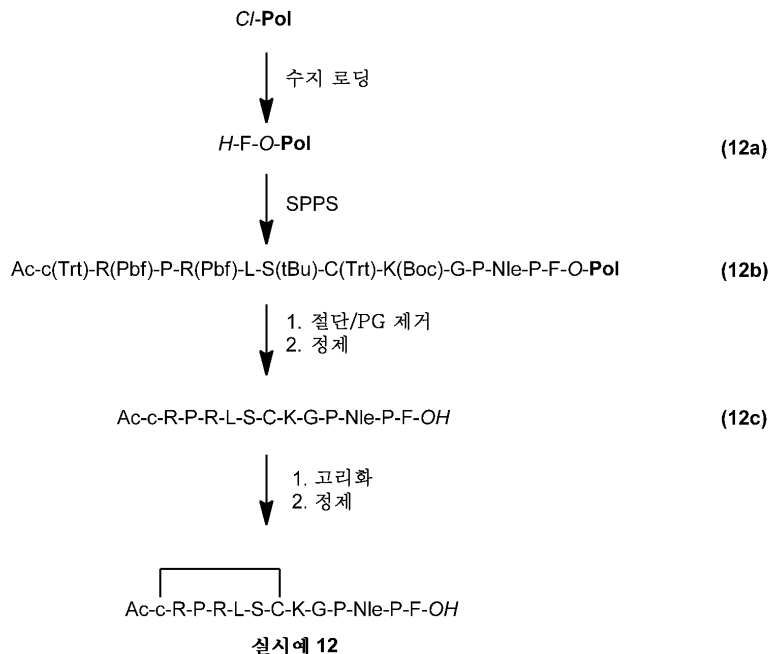 Cl-Pol
수지 로딩
H-F-O-Pol (12a)
SPPS
Ac-c(Trt)-R(Pbf)-P-R(Pbf)-L-S(tBu)-C(Trt)-K(Boc)-G-P-Nle-P-F-O-Pol (12b)
1. 절단/PG 제거
2. 정제
Ac-c-R-P-R-L-S-C-K-G-P-Nle-P-F-OH (12c)
1. 고리화
2. 정제
Ac-c-R-P-R-L-S-C-K-G-P-Nle-P-F-OH
실시예 12